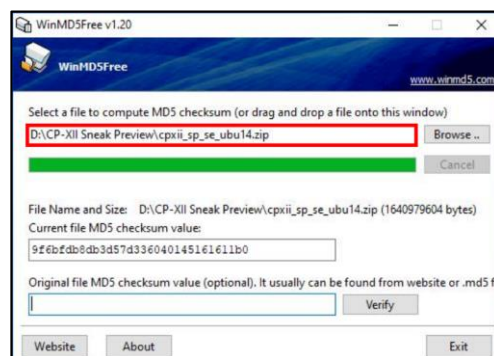 WinMD5Free v1.20
WinMD5Free
www.winmd5.com
Select a file to compute MD5 checksum (or drag and drop a file onto this window)
D:\CP-XII Sneak Preview\cpxii_sp_se_ubu14.zip
Browse ..
Cancel
File Name and Size: D:\CP-XII Sneak Preview\cpxii_sp_se_ubu14.zip (1640979604 bytes)
Current file MD5 checksum value:
9f6bfdb8db3d57d336040145161611b0
Original file MD5 checksum value (optional). It usually can be found from website or .md5 f
Verify
Website About Exit